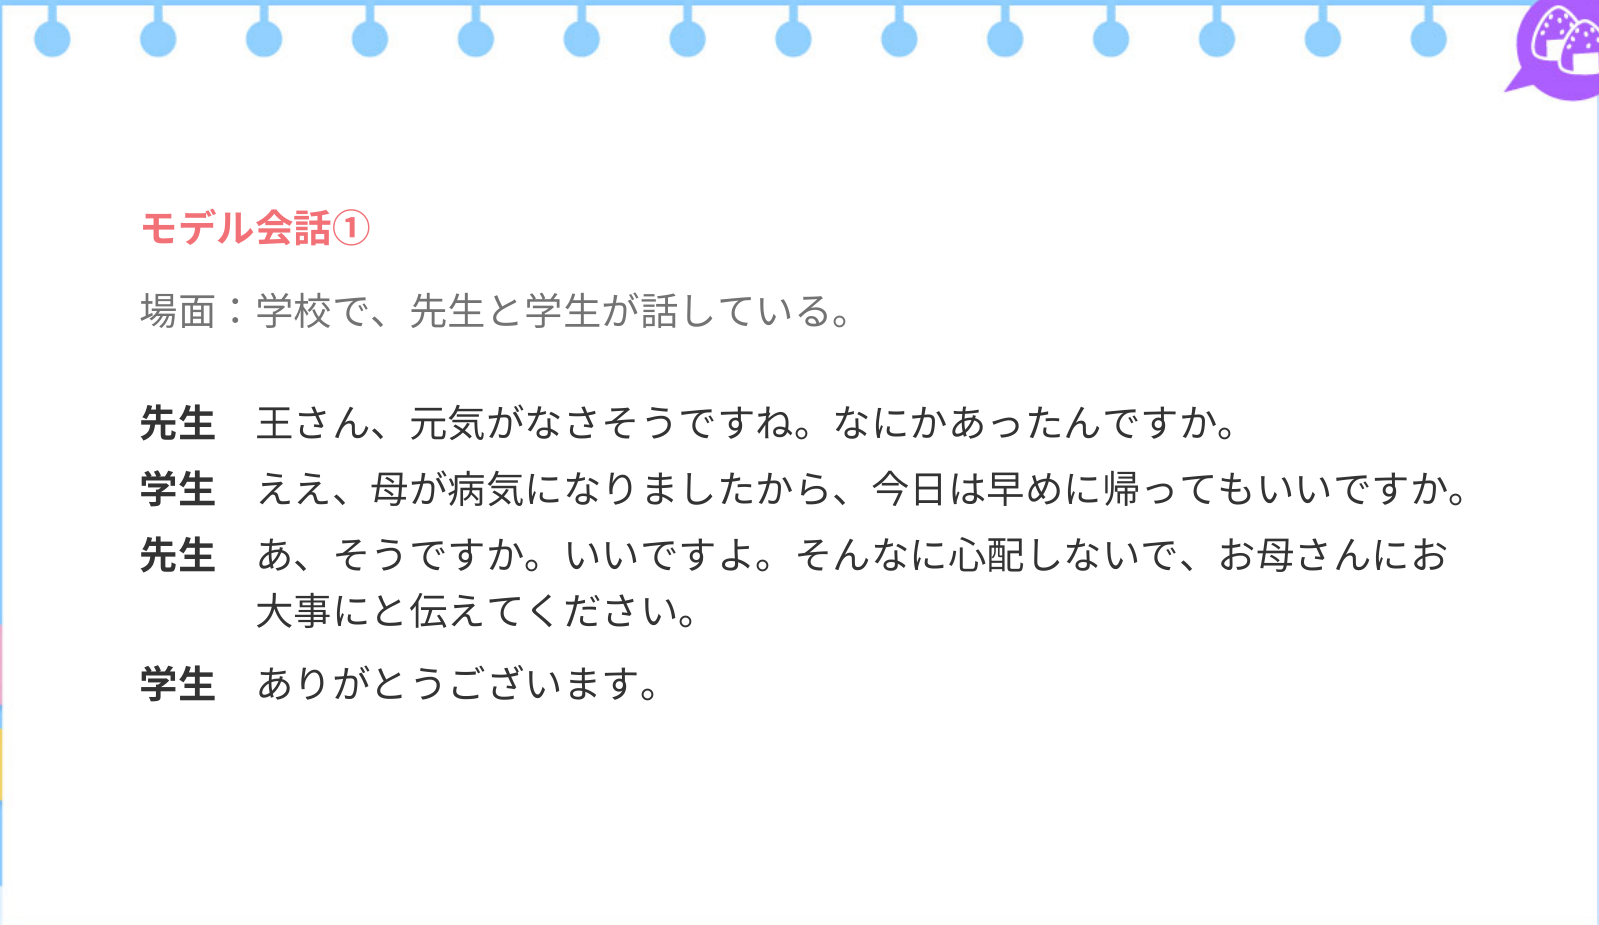 モデル会話①
場面：学校で、先生と学生が話している。
先生　王さん、元気がなさそうですね。なにかあったんですか。
学生　ええ、母が病気になりましたから、今日は早めに帰ってもいいですか。
先生　あ、そうですか。いいですよ。そんなに心配しないで、お母さんにお
大事にと伝えてください。
学生　ありがとうございます。